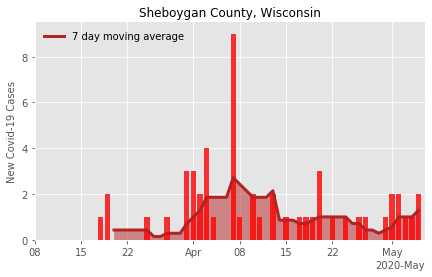 Sheboygan County, Wisconsin
7 day moving average
New Covid-19 Cases
8
6
4
2
0
08 15 22 Apr 08 15 22 May
2020-May